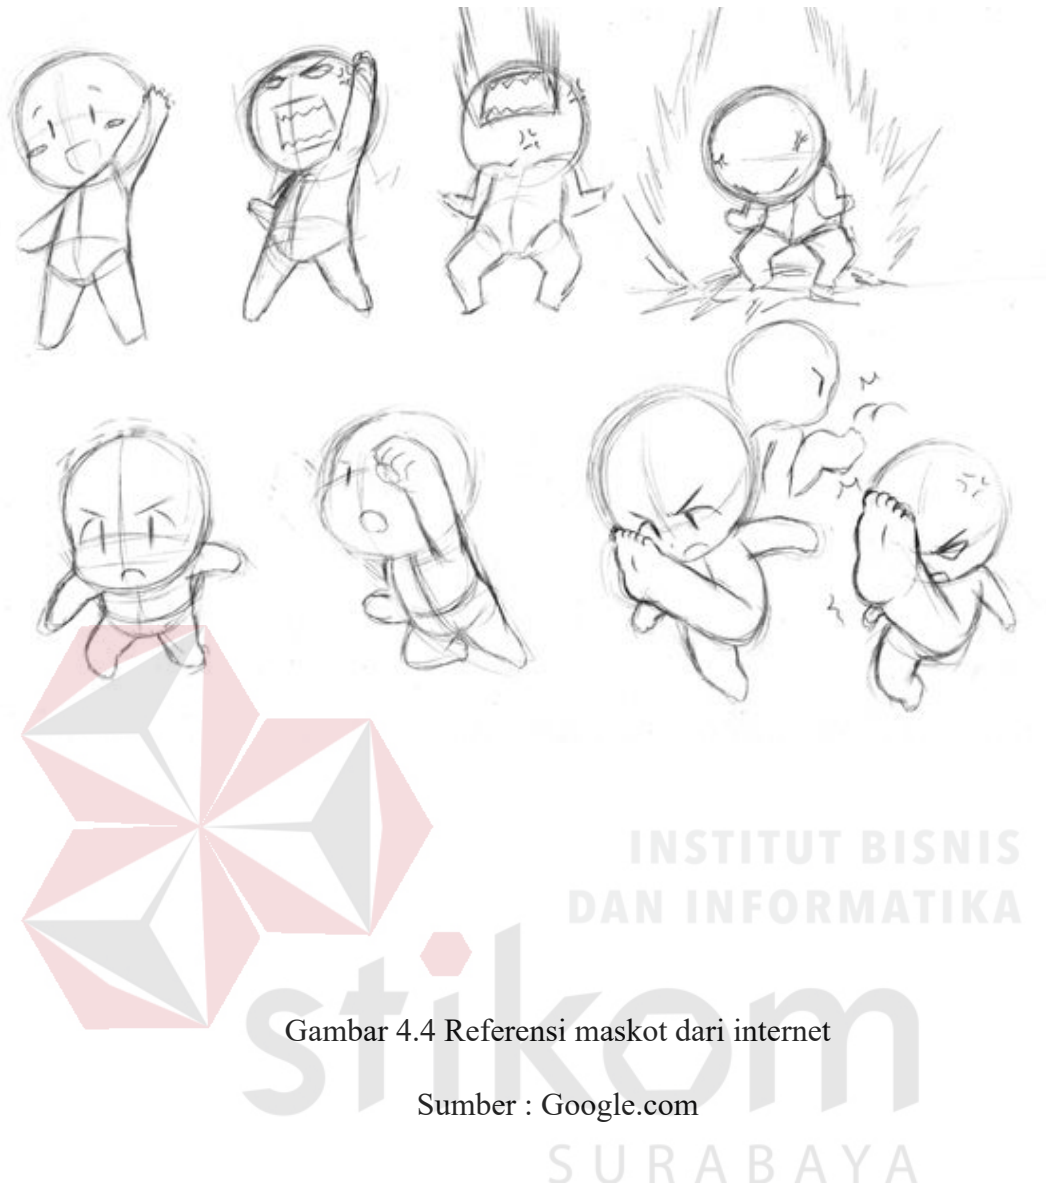 INSTITUT BISNIS
DAN INFORMATIKA
stikom
Gambar 4.4 Referensi maskot dari internet
Sumber : Google.com
SURABAYA